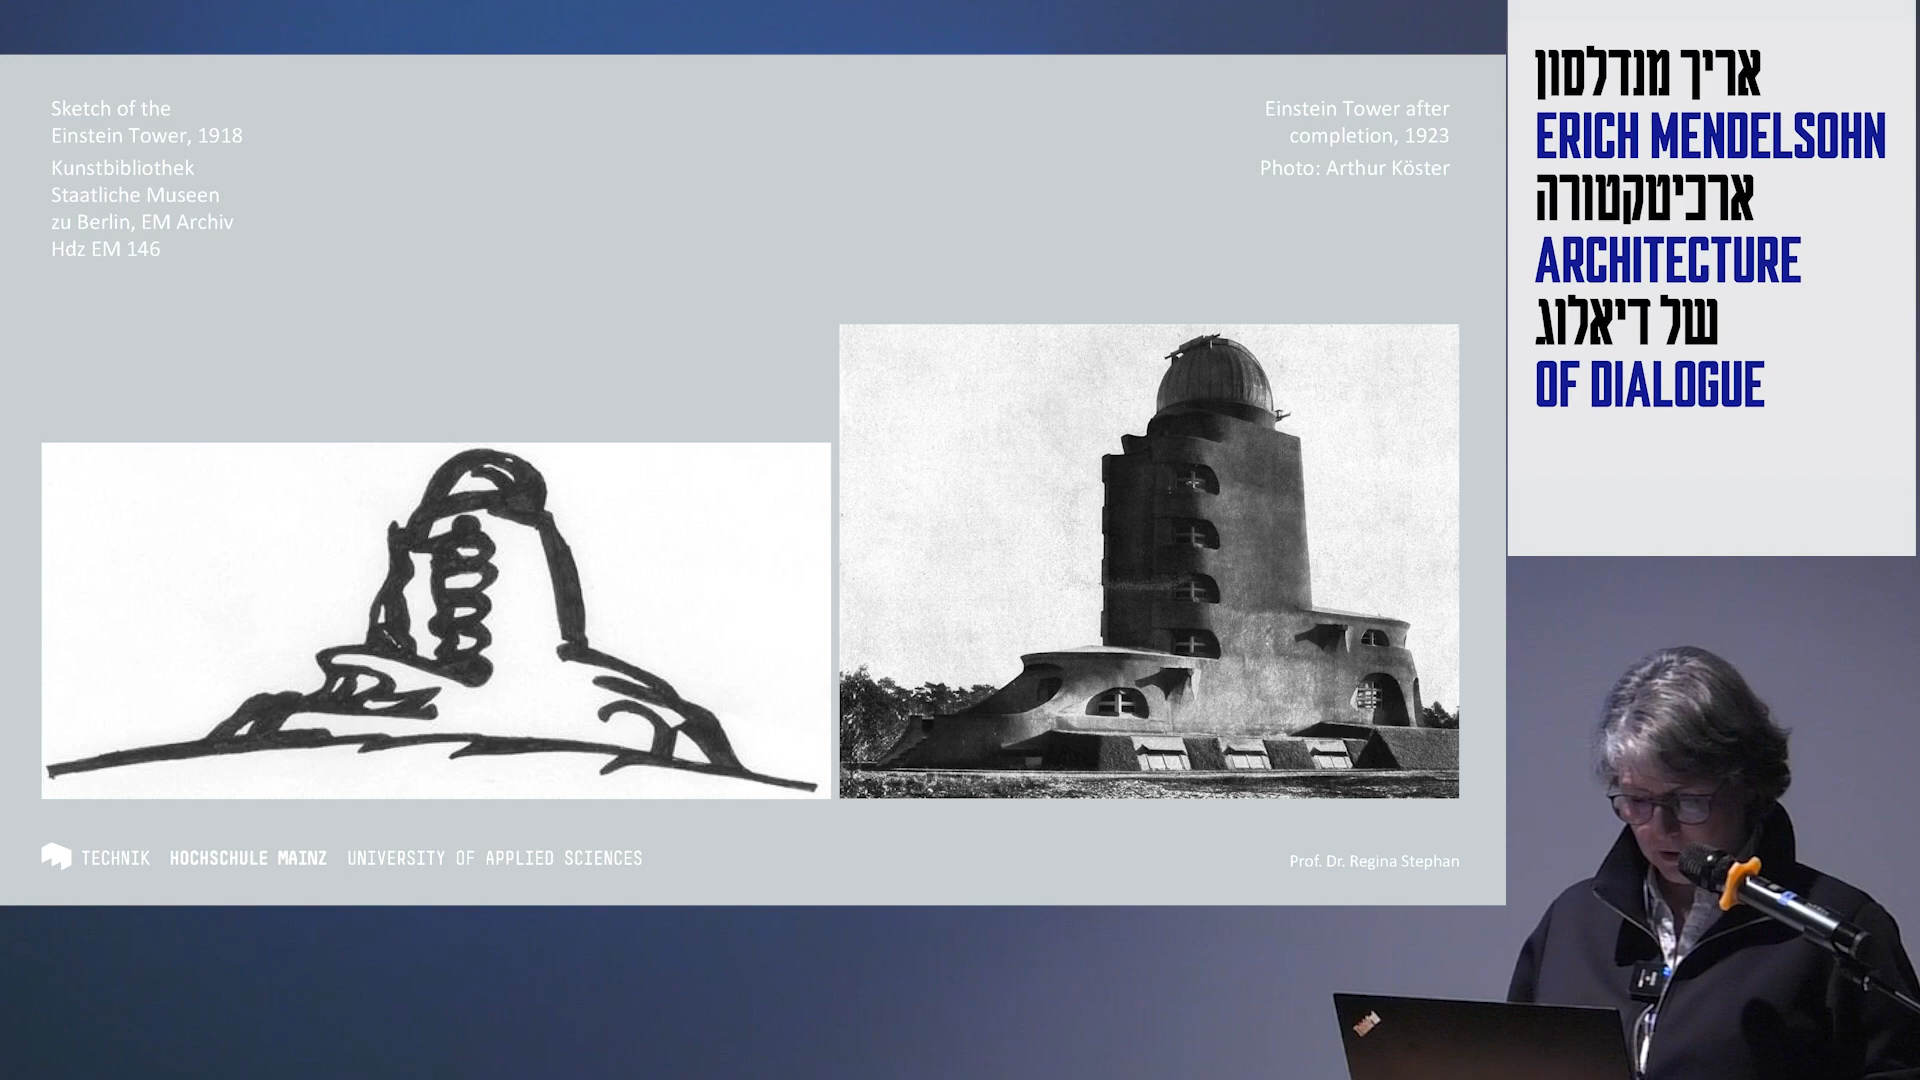 Sketch of the
Einstein Tower, 1918
Kunstbibliothek
Staatliche Museen
zu Berlin, EM Archiv
Hdz EM 146
Einstein Tower after
completion, 1923
Photo: Arthur Köster
TECHNIK HOCHSCHULE MAINZ UNIVERSITY OF APPLIED SCIENCES
Prof. Dr. Regina Stephan
אריך מנדלסון
ERICH MENDELSOHN
ארכיטקטורה
ARCHITECTURE
של דיאלוג
OF DIALOGUE